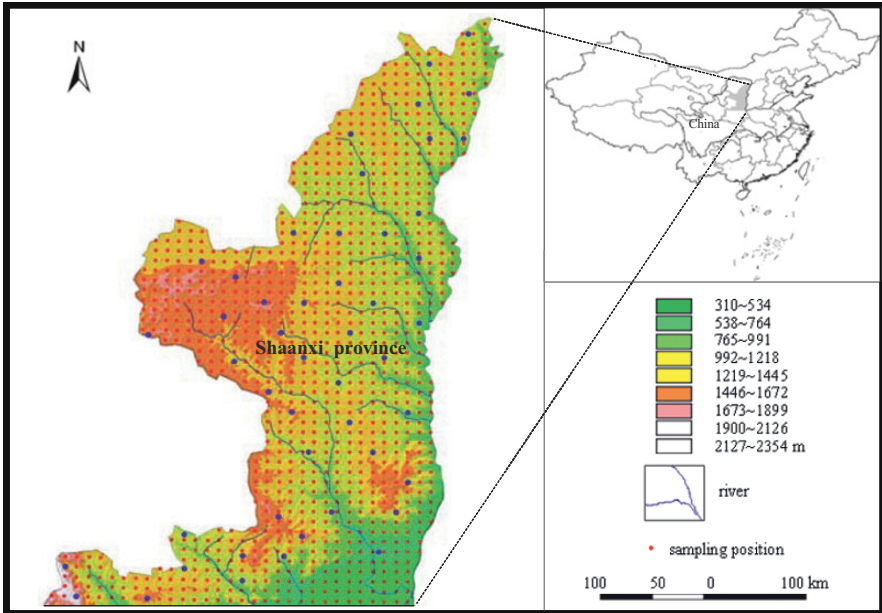 N
China
Shaanxi province
310~534
538~764
765~991
992~1218
1219~1445
1446~1672
1673~1899
1900~2126
2127~2354 m
river
sampling position
100 50 0 100 km